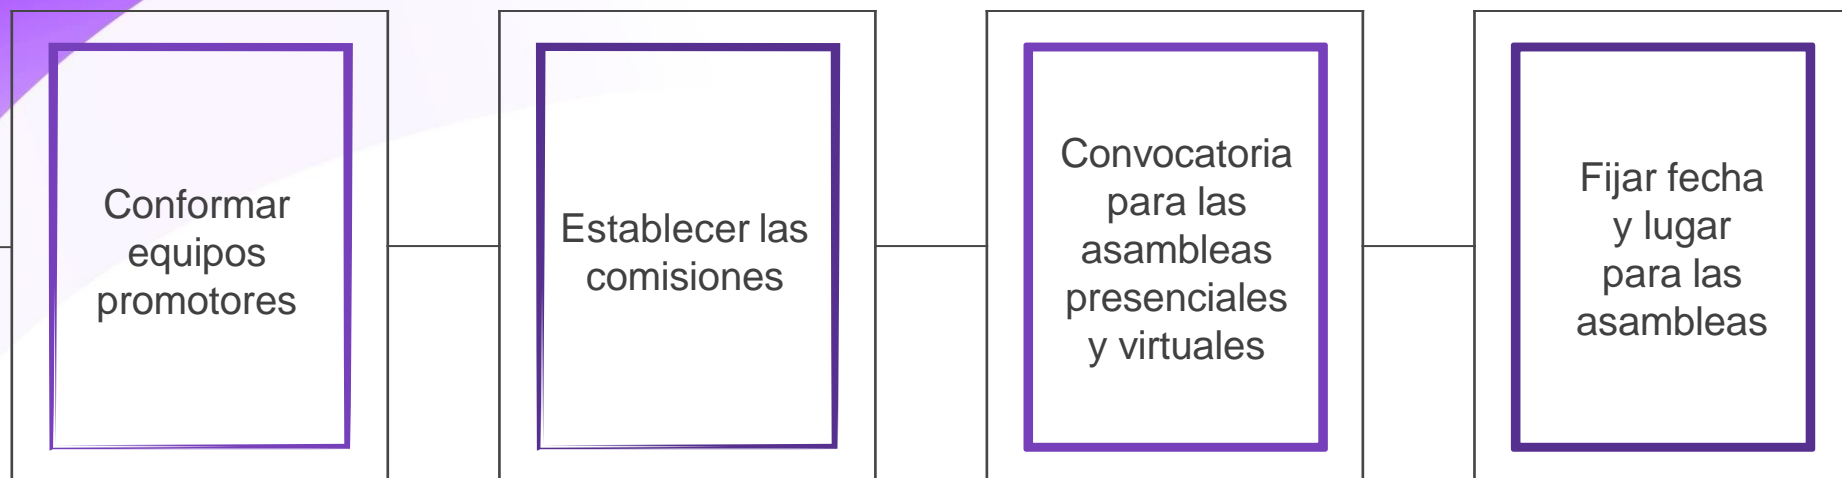 Conformar
equipos
promotores
Establecer las
comisiones
Convocatoria
para las
asambleas
presenciales
y virtuales
Fijar fecha
y lugar
para las
asambleas